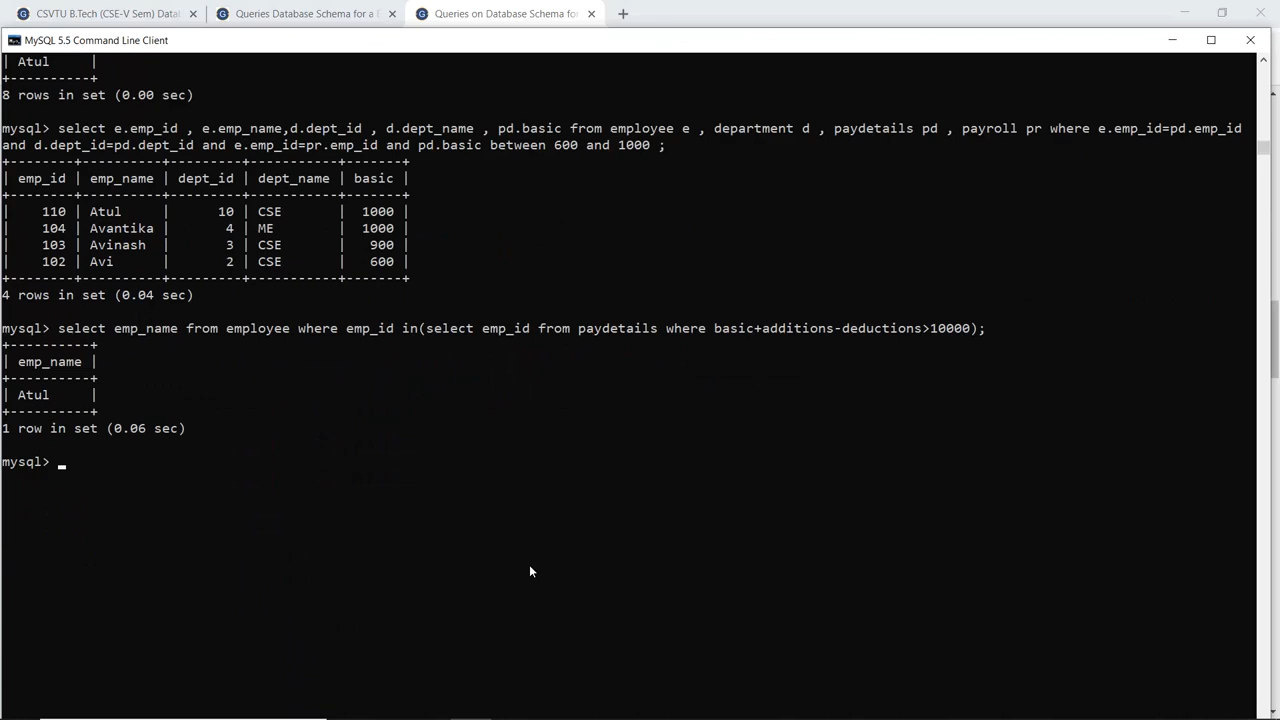 CSVTU B.Tech (CSE-V Sem) Datal
Queries Database Schema for a
Queries on Database Schema for
MySQL 5.5 Command Line Client
| Atul     |
+----------+
8 rows in set (0.00 sec)
mysql> select e.emp_id , e.emp_name,d.dept_id , d.dept_name , pd.basic from employee e , department d , paydetails pd , payroll pr where e.emp_id=pd.emp_id
and d.dept_id=pd.dept_id and e.emp_id=pr.emp_id and pd.basic between 600 and 1000 ;
+--------+----------+---------+-----------+-------+
| emp_id | emp_name | dept_id | dept_name | basic |
+--------+----------+---------+-----------+-------+
|    110 | Atul     |      10 | CSE       |  1000 |
|    104 | Avantika |       4 | ME        |  1000 |
|    103 | Avinash  |       3 | CSE       |   900 |
|    102 | Avi      |       2 | CSE       |   600 |
+--------+----------+---------+-----------+-------+
4 rows in set (0.04 sec)
mysql> select emp_name from employee where emp_id in(select emp_id from paydetails where basic+additions-deductions>10000);
+----------+
| emp_name |
+----------+
| Atul     |
+----------+
1 row in set (0.06 sec)
mysql>